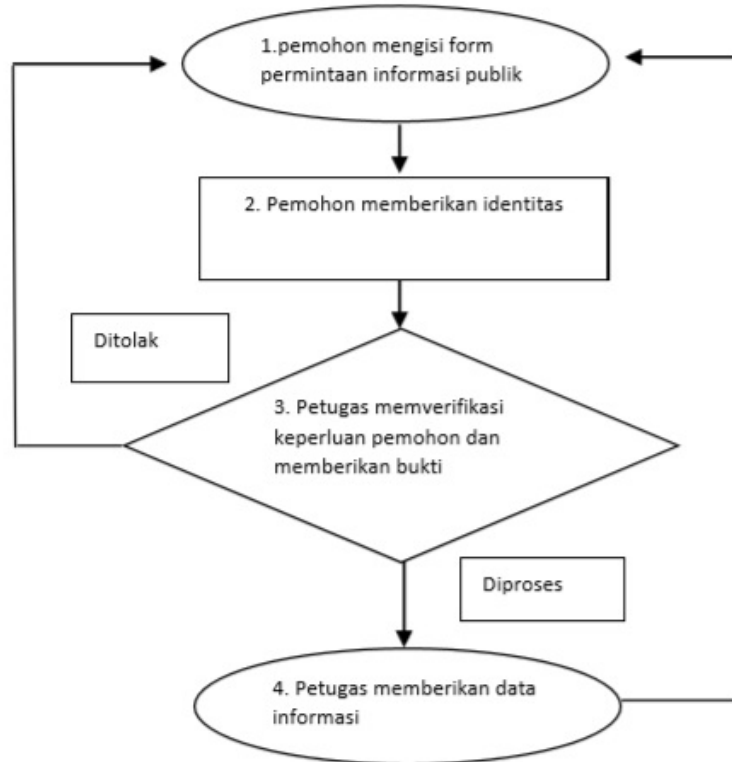 1.pemohon mengisi form
permintaan informasi publik
2. Pemohon memberikan identitas
Ditolak
3. Petugas memverifikasi
keperluan pemohon dan
memberikan bukti
Diproses
4. Petugas memberikan data
informasi